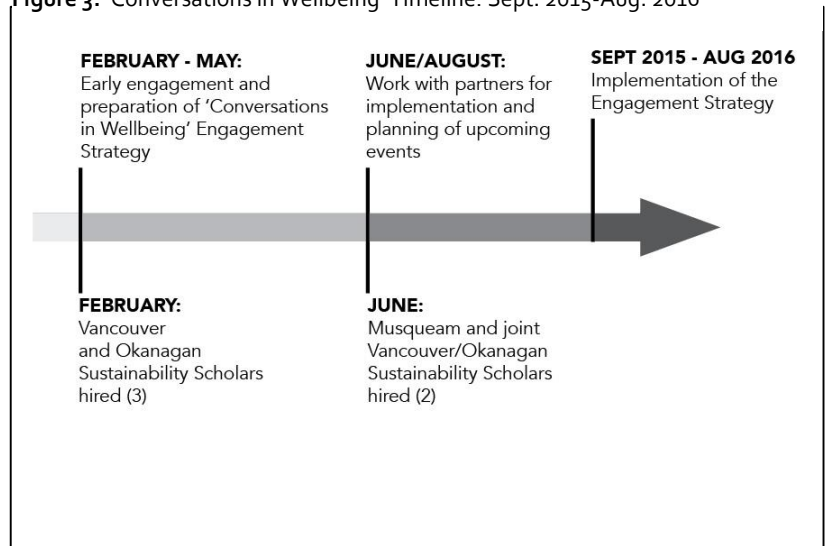 Figure 3: 'Conversations in Wellbeing' Timeline: Sept. 2015-Aug. 2016
FEBRUARY - MAY:
Early engagement and
preparation of 'Conversations
in Wellbeing' Engagement
Strategy
JUNE/AUGUST:
Work with partners for
implementation and
planning of upcoming
events
SEPT 2015 - AUG 2016
Implementation of the
Engagement Strategy
FEBRUARY:
Vancouver
and Okanagan
Sustainability Scholars
hired (3)
JUNE:
Musqueam and joint
Vancouver/Okanagan
Sustainability Scholars
hired (2)